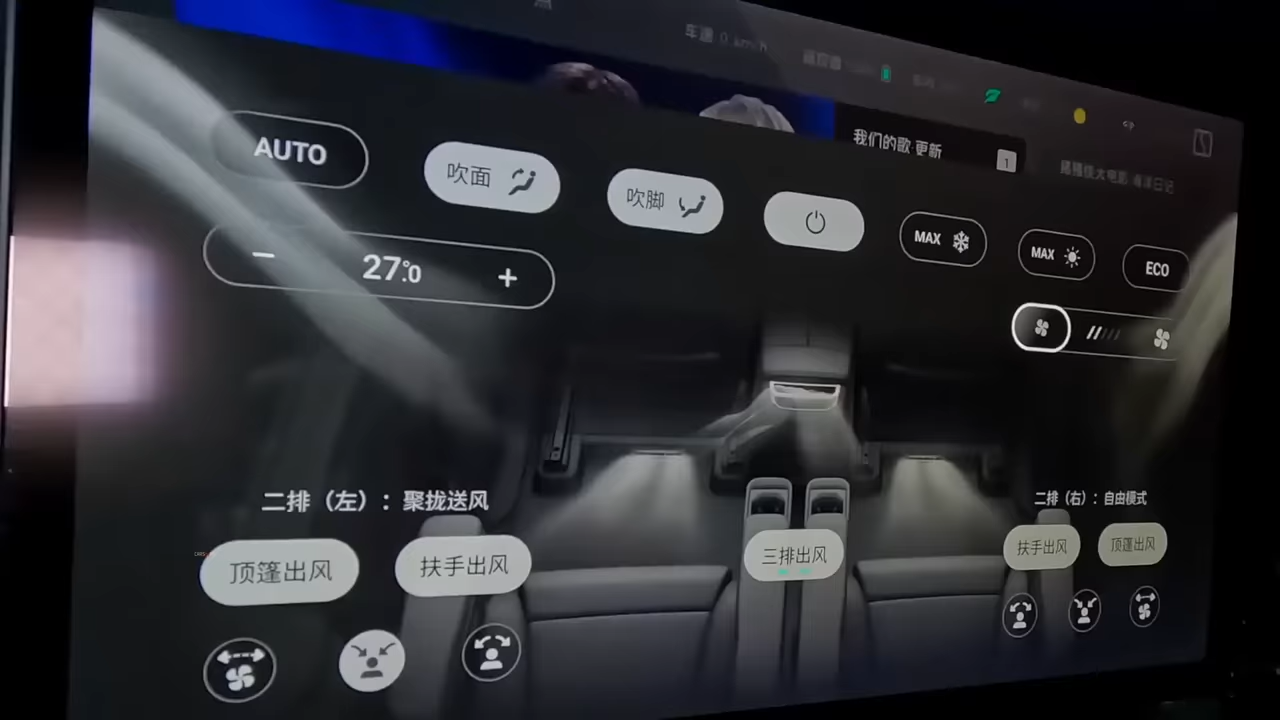 车速 0 km/h
我们的歌·更新
1
AUTO
吹面
吹脚
MAX
MAX
ECO
27.0
二排（左）：聚拢送风
二排（右）：自由模式
顶篷出风
扶手出风
三排出风
扶手出风
顶篷出风